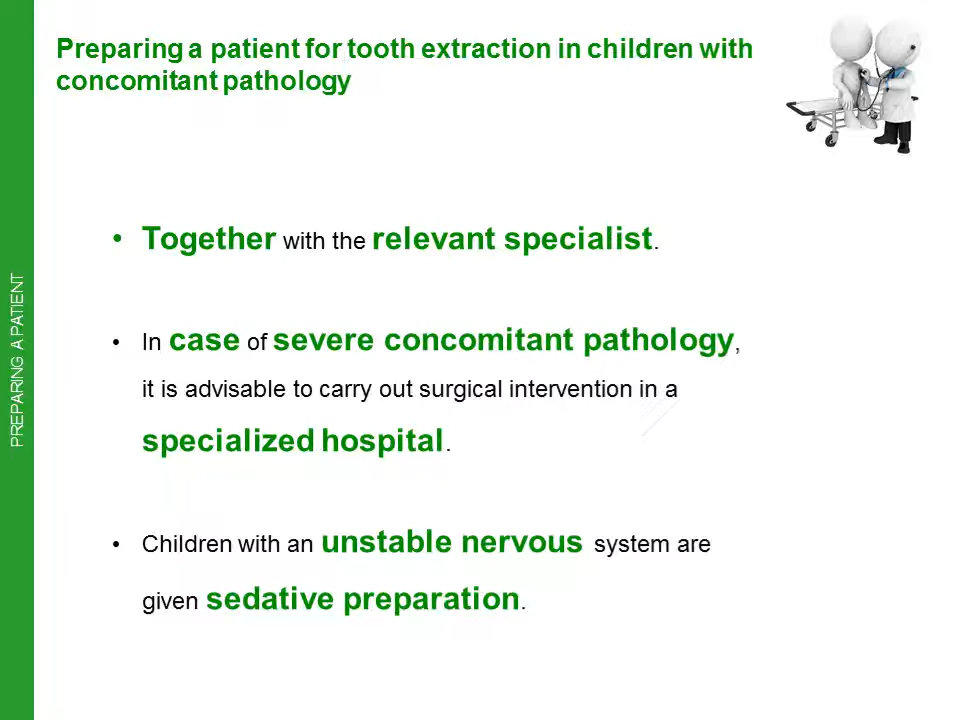 Preparing a patient for tooth extraction in children with
concomitant pathology
PREPARING A PATIENT
• Together with the relevant specialist.
• In case of severe concomitant pathology,
it is advisable to carry out surgical intervention in a
specialized hospital.
• Children with an unstable nervous system are
given sedative preparation.